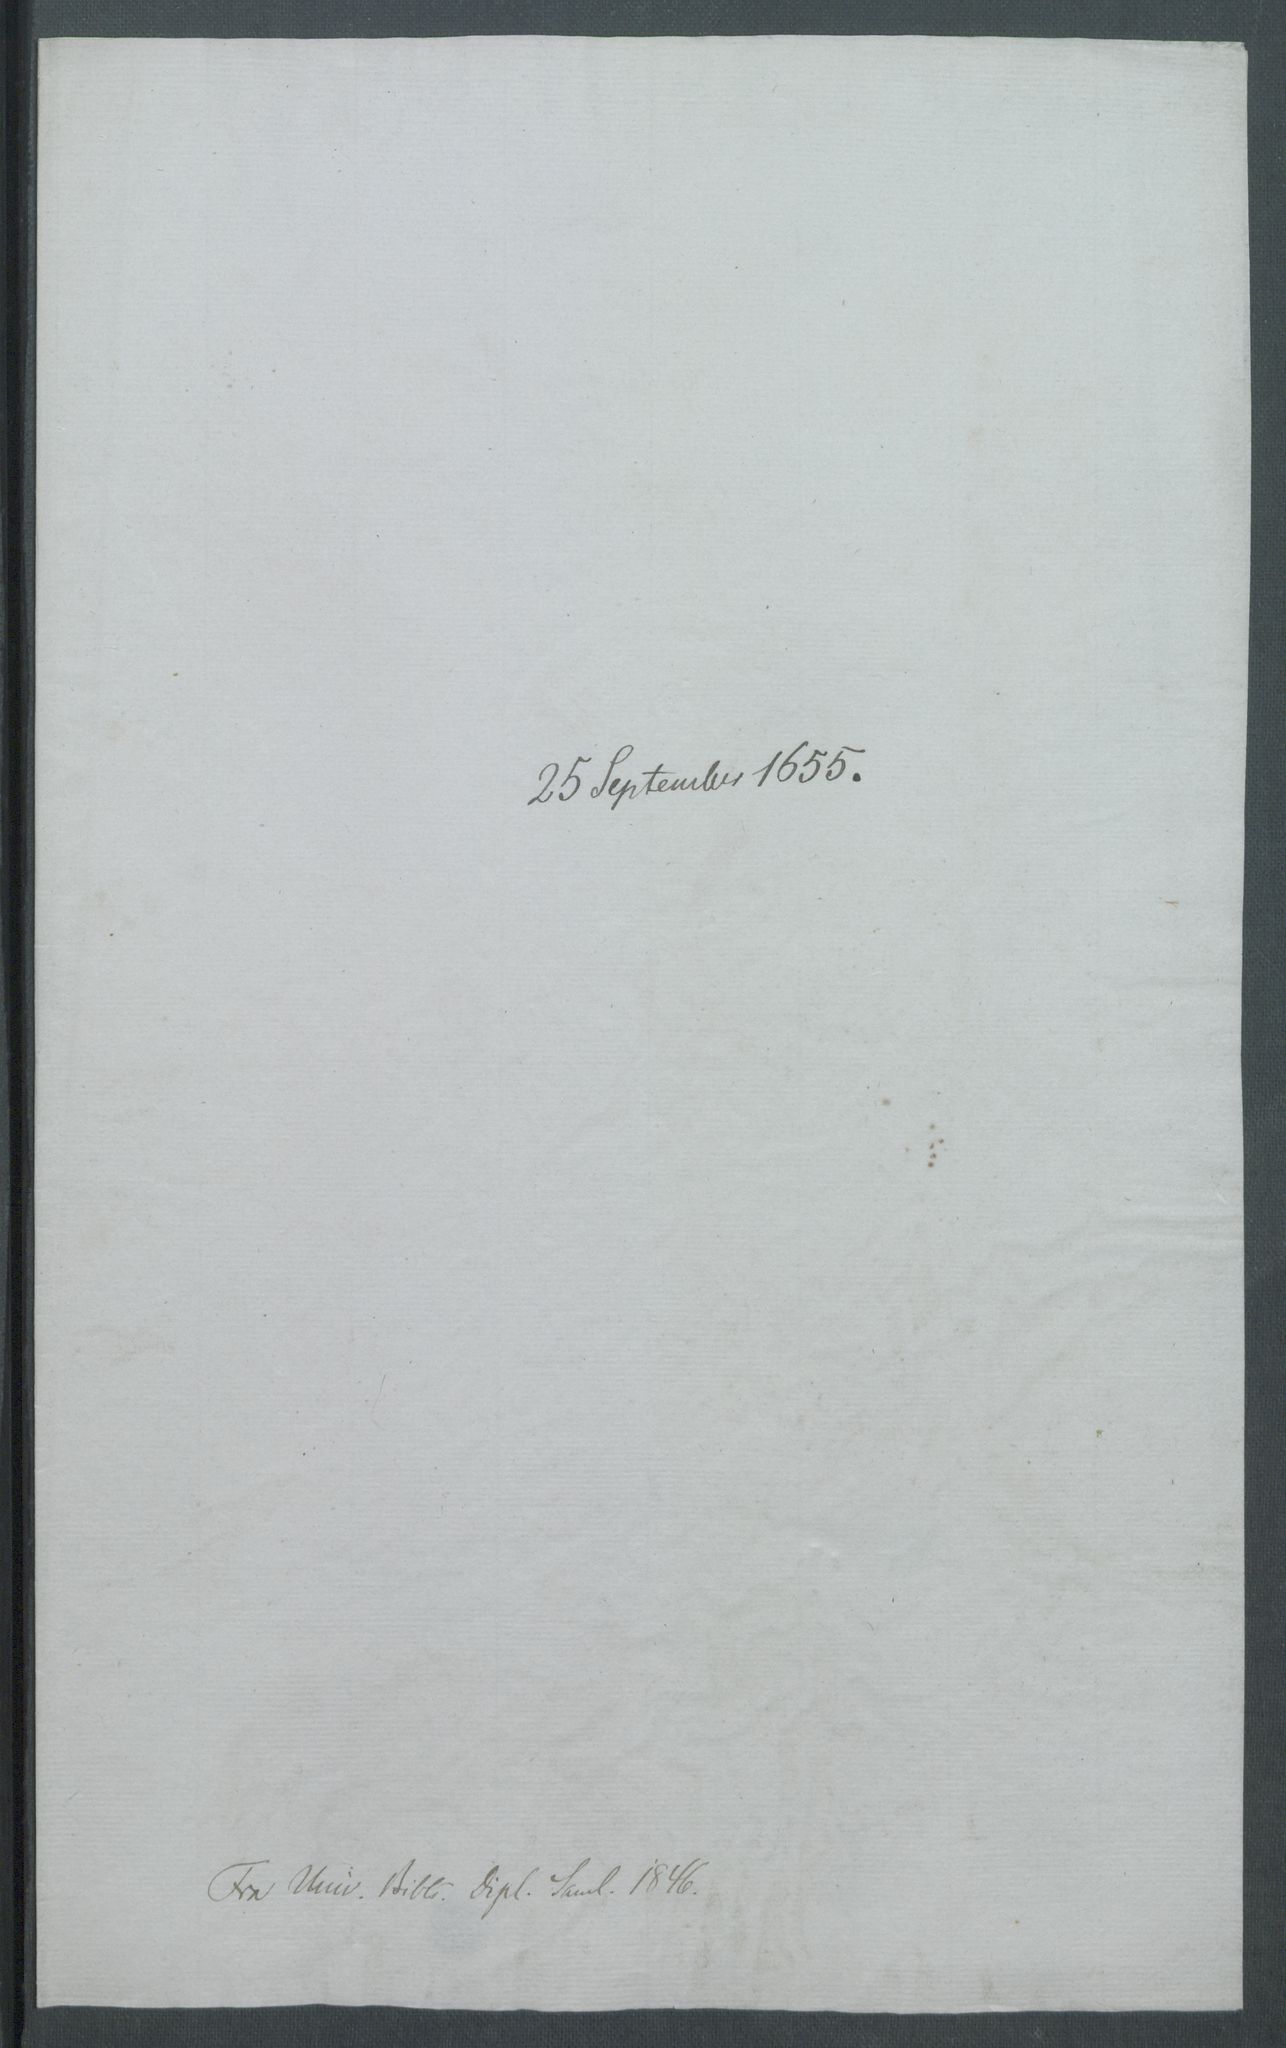 25 September 1655.
Fra Univ. Bibl. Dipl. Saml. 1846.